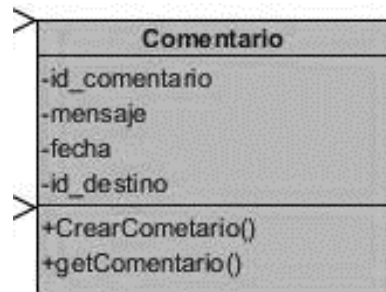 Comentario
-id_comentario
-mensaje
-fecha
-id_destino
+CrearCometario()
+getComentario()